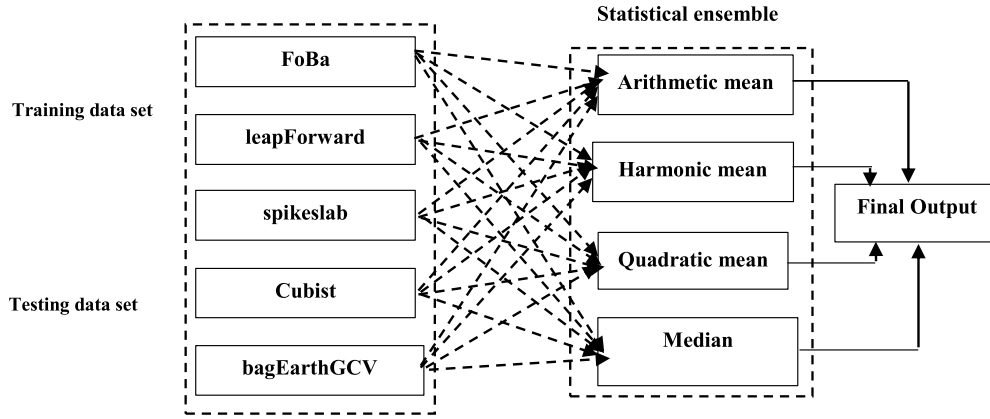 Statistical ensemble
Training data set
Testing data set
FoBa
leapForward
spikeslab
Cubist
bagEarthGCV
Arithmetic mean
Harmonic mean
Quadratic mean
Median
Final Output